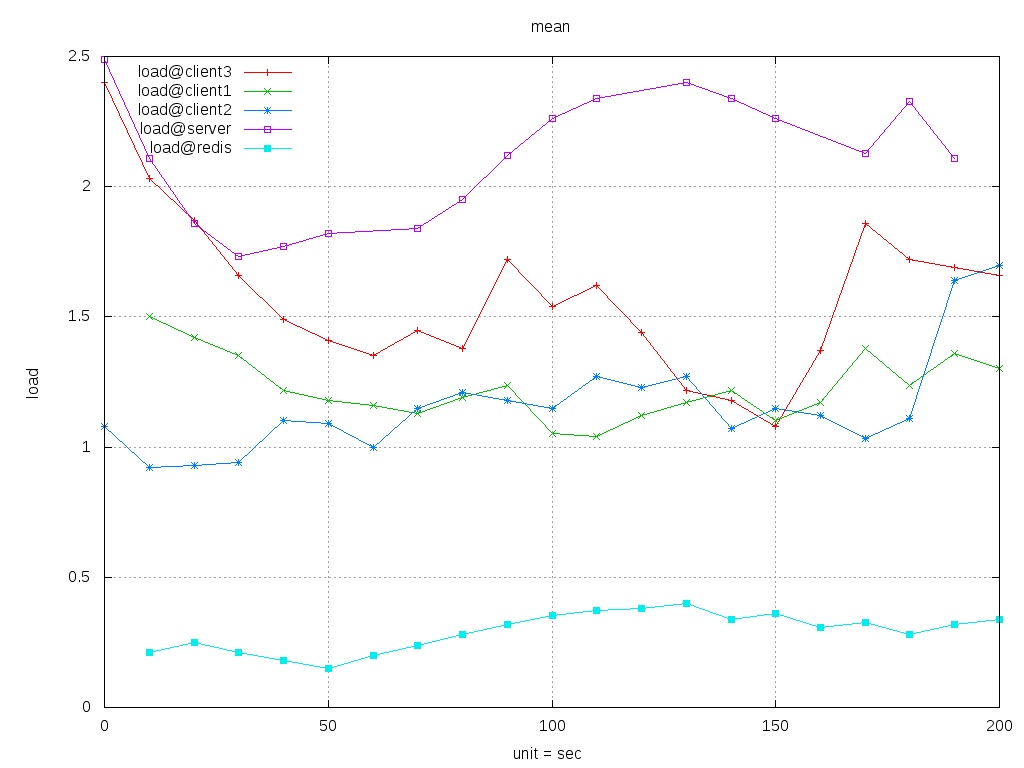 mean
2.5
load@client3
load@client1
load@client2
load@server
load@redis
2
1.5
load
1
0.5
0
0 50 100 150 200
unit = sec